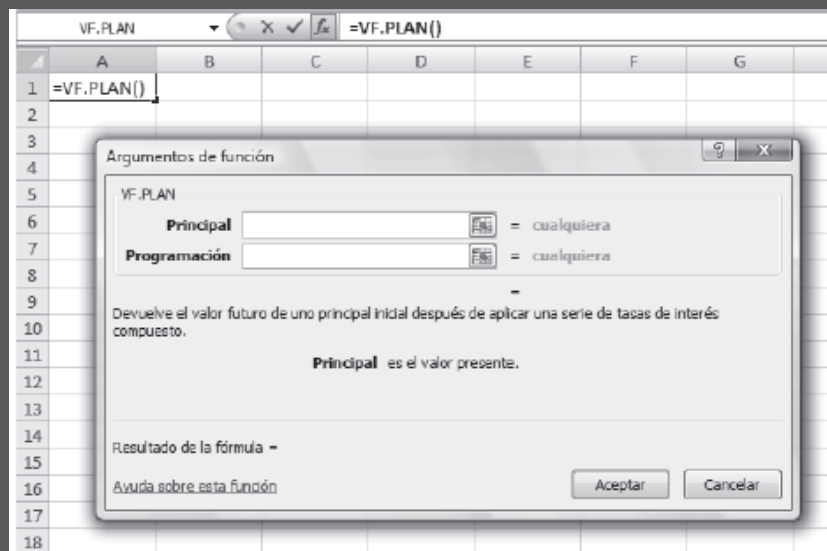 VF.PLAN fx =VF.PLAN()
A B C D E F G
1 =VF.PLAN()
2
3
4
5
6
7
8
9
10
11
12
13
14
15
16
17
18
Argumentos de función
VF.PLAN
Principal = cualquiera
Programación = cualquiera
=
Devuelve el valor futuro de uno principal inicial después de aplicar una serie de tasas de interés
compuesto.
Principal es el valor presente.
Resultado de la fórmula =
Ayuda sobre esta función
Aceptar Cancelar